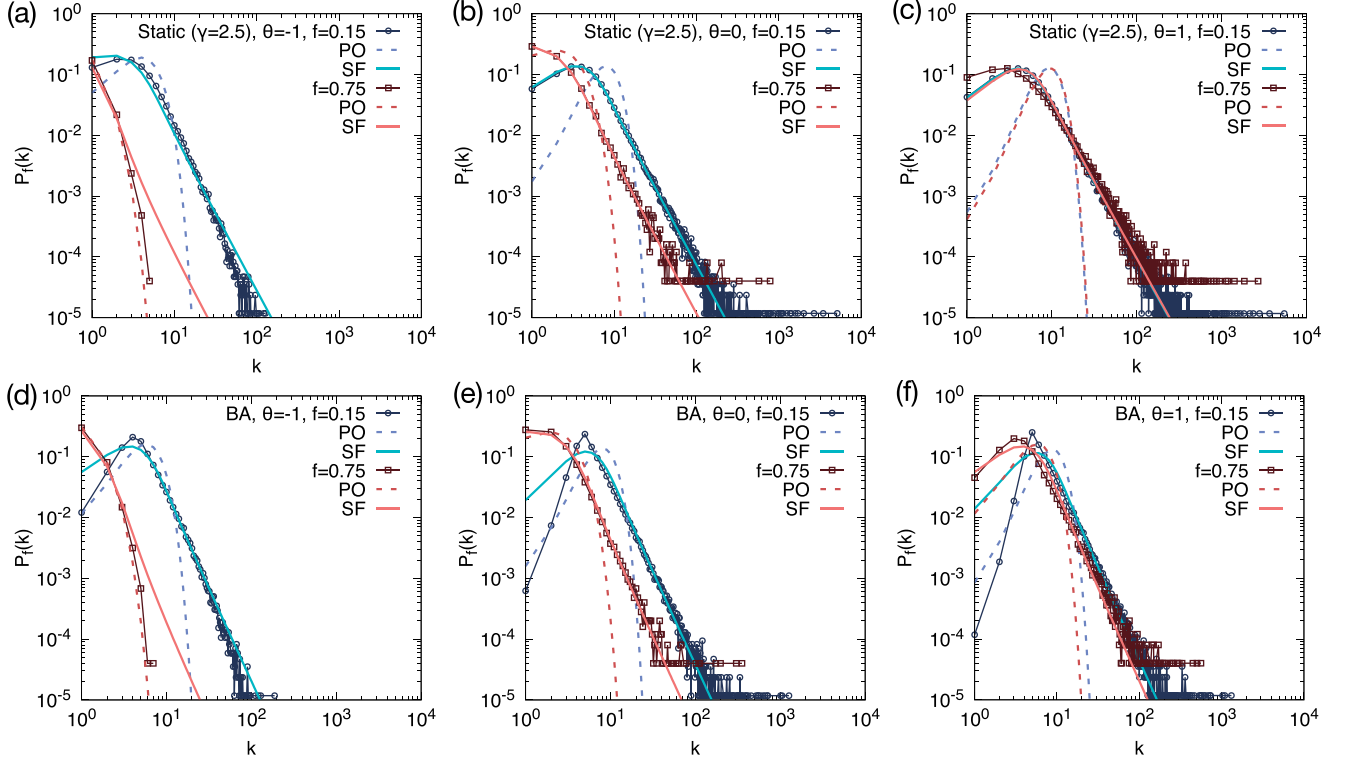 (a)
Static (γ=2.5), θ=-1, f=0.15
PO
SF
f=0.75
PO
SF
10^0
10^-1
10^-2
10^-3
10^-4
10^-5
P_f(k)
10^0 10^1 10^2 10^3 10^4
k
(b)
Static (γ=2.5), θ=0, f=0.15
PO
SF
f=0.75
PO
SF
10^0
10^-1
10^-2
10^-3
10^-4
10^-5
P_f(k)
10^0 10^1 10^2 10^3 10^4
k
(c)
Static (γ=2.5), θ=1, f=0.15
PO
SF
f=0.75
PO
SF
10^0
10^-1
10^-2
10^-3
10^-4
10^-5
P_f(k)
10^0 10^1 10^2 10^3 10^4
k
(d)
BA, θ=-1, f=0.15
PO
SF
f=0.75
PO
SF
10^0
10^-1
10^-2
10^-3
10^-4
10^-5
P_f(k)
10^0 10^1 10^2 10^3 10^4
k
(e)
BA, θ=0, f=0.15
PO
SF
f=0.75
PO
SF
10^0
10^-1
10^-2
10^-3
10^-4
10^-5
P_f(k)
10^0 10^1 10^2 10^3 10^4
k
(f)
BA, θ=1, f=0.15
PO
SF
f=0.75
PO
SF
10^0
10^-1
10^-2
10^-3
10^-4
10^-5
P_f(k)
10^0 10^1 10^2 10^3 10^4
k